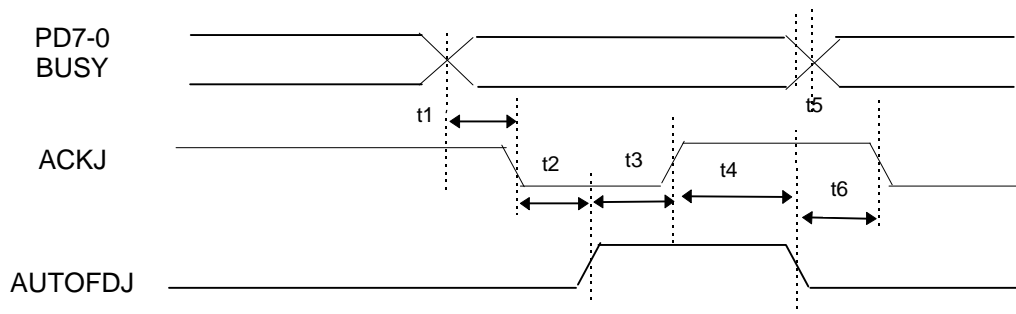 PD7-0
BUSY
t5
t1
ACKJ
t2
t3
t4
t6
AUTOFDJ